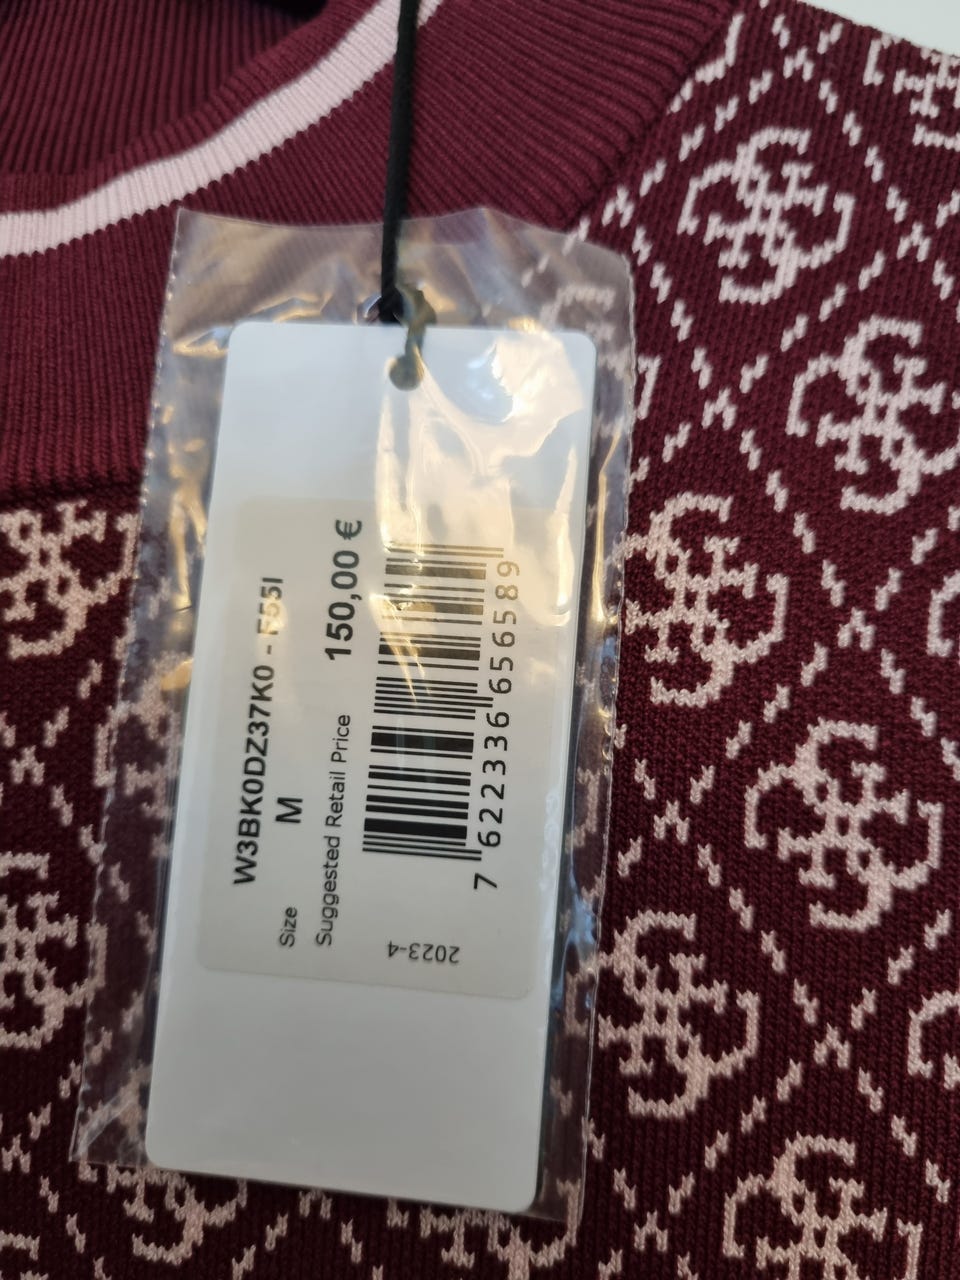 W3BK0DZ37K0 - F55I
Size M
Suggested Retail Price 150,00 €
7 622336 656589
2023-4